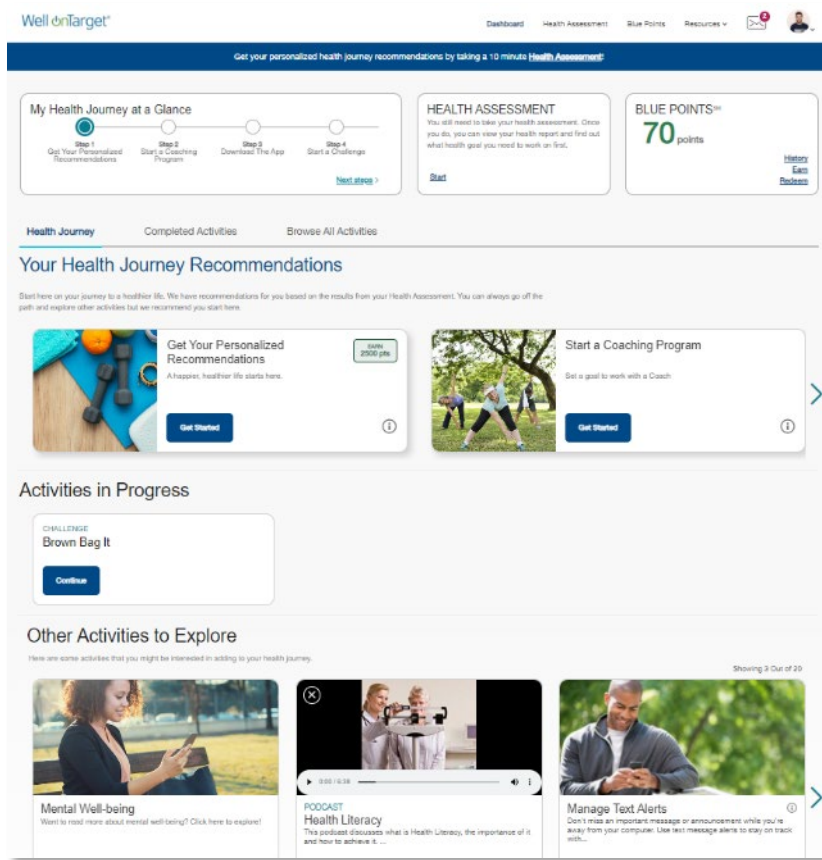 Well onTarget®
Dashboard Health Assessment Blue Points Resources 2
Get your personalized health journey recommendations by taking a 10 minute Health Assessment!
My Health Journey at a Glance
Step 1
Get Your Personalized
Recommendations
Step 2
Start a Coaching
Program
Step 3
Download The App
Step 4
Start a Challenge
Next steps >
HEALTH ASSESSMENT
You still need to take your health assessment. Once
you do, you can view your health report and find out
what health goal you need to work on first.
Start
BLUE POINTS℠
70 points
History
Earn
Redeem
Health Journey Completed Activities Browse All Activities
Your Health Journey Recommendations
Start here on your journey to a healthier life. We have recommendations for you based on the results from your Health Assessment. You can always go off the
path and explore other activities but we recommend you start here.
Get Your Personalized
Recommendations
EARN
2500 pts
A happier, healthier life starts here.
Get Started
Start a Coaching Program
Set a goal to work with a Coach
Get Started
Activities in Progress
CHALLENGE
Brown Bag It
Continue
Other Activities to Explore
Here are some activities that you might be interested in adding to your health journey.
Showing 3 Out of 20
Mental Well-being
Want to read more about mental well-being? Click here to explore!
0:00 / 5:38
PODCAST
Health Literacy
This podcast discusses what is Health Literacy, the importance of it
and how to achieve it. ...
Manage Text Alerts
Don't miss an important message or announcement while you're
away from your computer. Use text message alerts to stay on track
with...